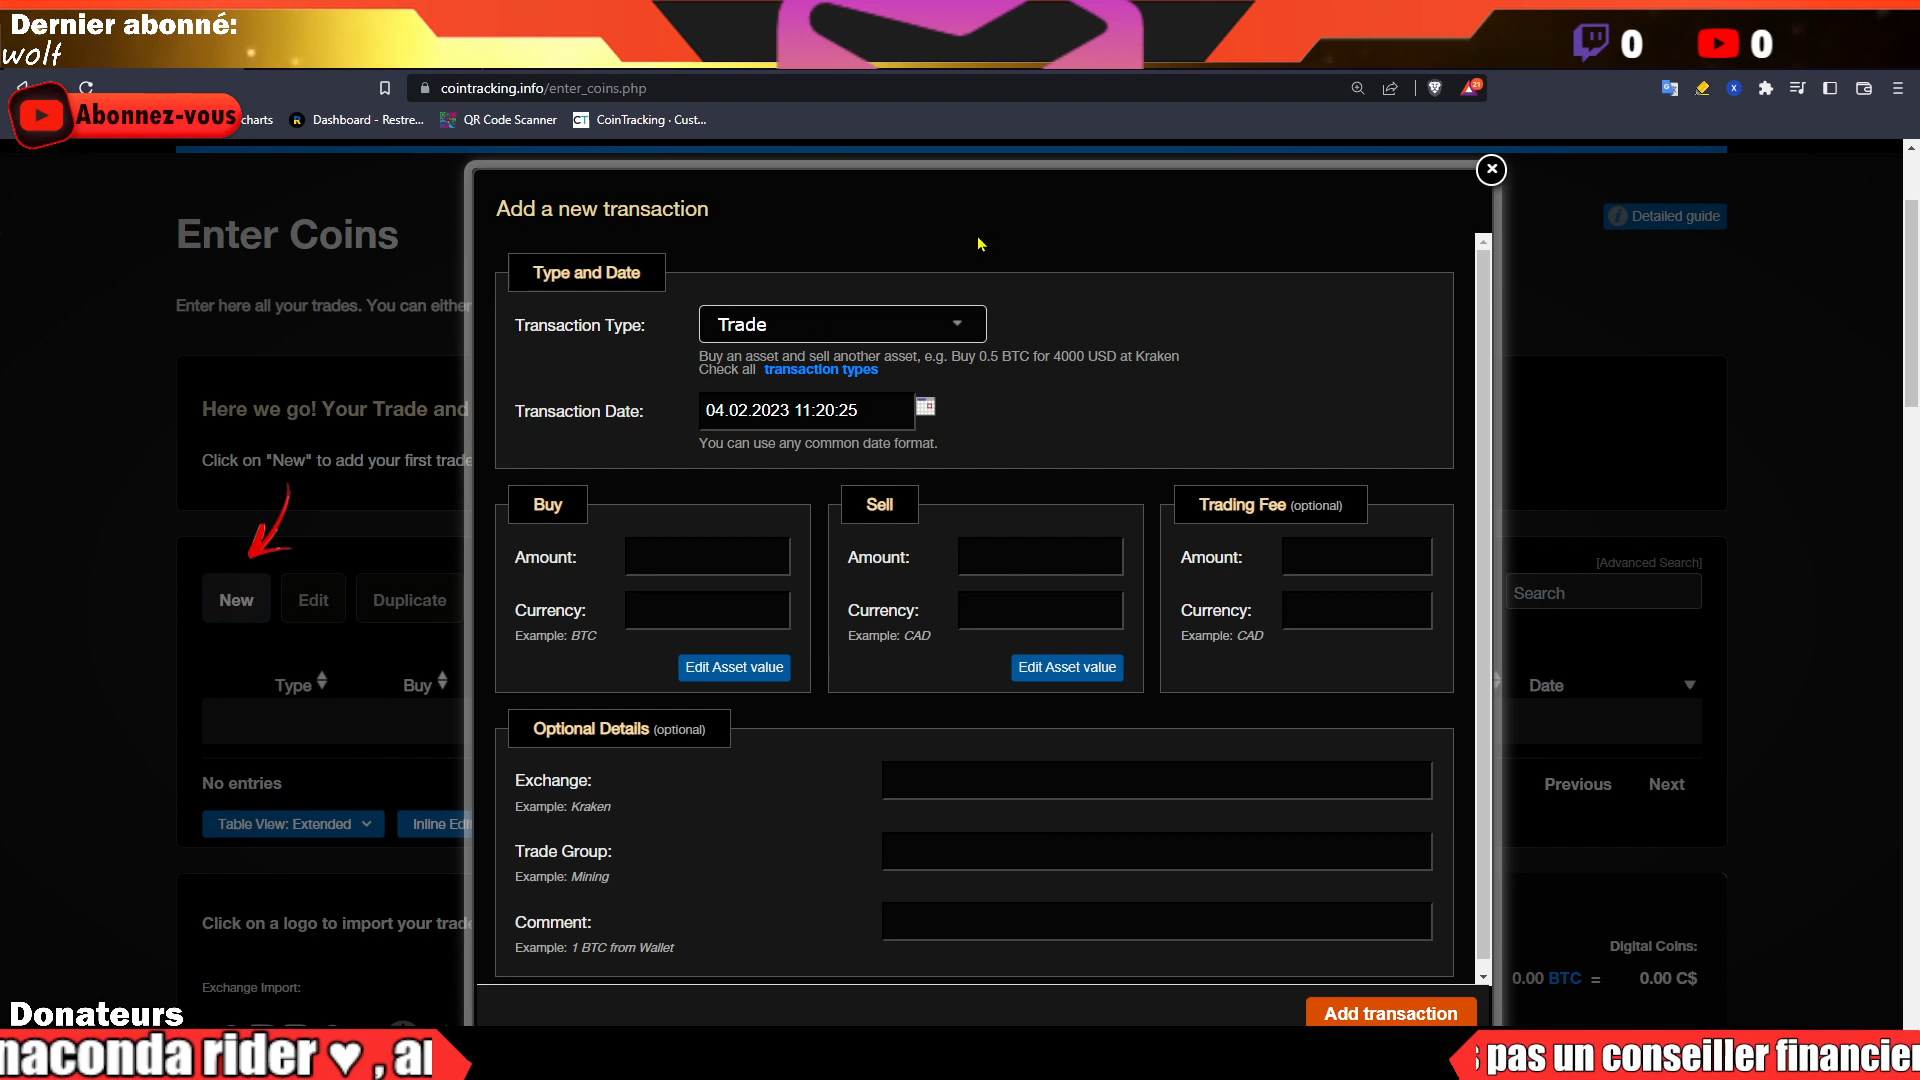 Dernier abonné:
wolf
0
0
Abonnez-vous
cointracking.info/enter_coins.php
21
charts
Dashboard - Restre...
QR Code Scanner
CT
CoinTracking · Cust...
Add a new transaction
Enter Coins
Detailed guide
Enter here all your trades. You can either
Type and Date
Transaction Type:
Trade
Buy an asset and sell another asset, e.g. Buy 0.5 BTC for 4000 USD at Kraken
Check all transaction types
Transaction Date:
04.02.2023 11:20:25
You can use any common date format.
Here we go! Your Trade and
Click on "New" to add your first trade
Buy
Sell
Trading Fee (optional)
Amount:
Amount:
Amount:
Currency:
Currency:
Currency:
Example: BTC
Example: CAD
Example: CAD
Edit Asset value
Edit Asset value
[Advanced Search]
Search
New
Edit
Duplicate
Type
Buy
Date
Optional Details (optional)
Exchange:
Example: Kraken
Trade Group:
Example: Mining
Comment:
Example: 1 BTC from Wallet
No entries
Previous
Next
Table View: Extended
Inline Edi
Click on a logo to import your trade
Digital Coins:
0.00 BTC = 0.00 C$
Exchange Import:
Add transaction
Donateurs
naconda rider ♥ , a
pas un conseiller financier